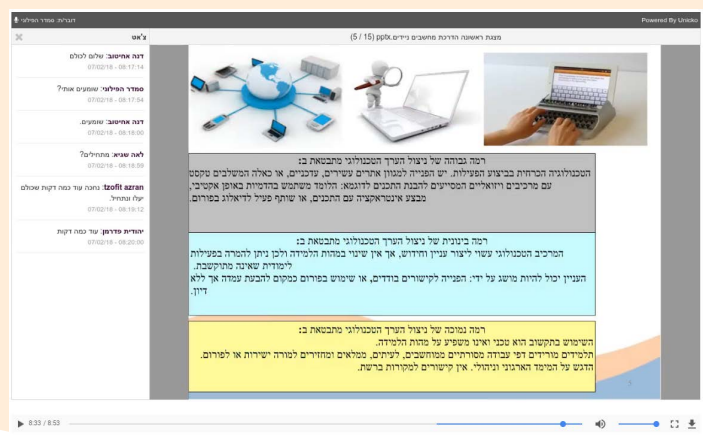 דובר/ת: סמדר הפילוני
Powered By Unicko
צ'אט
מצגת ראשונה הדרכת מחשבים ניידים.pptx (5 / 15)
דנה אחיטוב: שלום לכולם
07/02/18 - 08:17:14
סמדר הפילוני: שומעים אותי?
07/02/18 - 08:17:54
דנה אחיטוב: שומעים.
07/02/18 - 08:18:00
לאה שגיא: מתחילים?
07/02/18 - 08:18:59
tzofit azran: נחכה עוד כמה דקות שכולם
יעלו ונתחיל.
07/02/18 - 08:19:12
יהודית פדרמן: עוד כמה דקות
07/02/18 - 08:20:00
רמה גבוהה של ניצול הערך הטכנולוגי מתבטאת ב:
הטכנולוגיה הכרחית בביצוע הפעילות. יש הפנייה למגוון אתרים עשירים, עדכניים, או כאלה המשלבים טקסט
עם מרכיבים ויזואליים המסייעים להבנת התכנים לדוגמא: הלומד משתמש בהדמיות באופן אקטיבי,
מבצע אינטראקציה עם התכנים, או שותף פעיל לדיאלוג בפורום.
רמה בינונית של ניצול הערך הטכנולוגי מתבטאת ב:
המרכיב הטכנולוגי עשוי ליצור עניין וחידוש, אך אין שינוי במהות הלמידה ולכן ניתן להמרה בפעילות
לימודית שאינה מתוקשבת.
העניין יכול להיות מושג על ידי: הפנייה לקישורים בודדים, או שימוש בפורום כמקום להבעת עמדה אך ללא
דיון.
רמה נמוכה של ניצול הערך הטכנולוגי מתבטאת ב:
השימוש בתקשוב הוא טכני ואינו משפיע על מהות הלמידה.
תלמידים מורידים דפי עבודה מסורתיים ממוחשבים, לעיתים, ממלאים ומחזירים למורה ישירות או לפורום.
הדגש על המימד הארגוני וניהולי. אין קישורים למקורות ברשת.
5
8:33 / 8:53